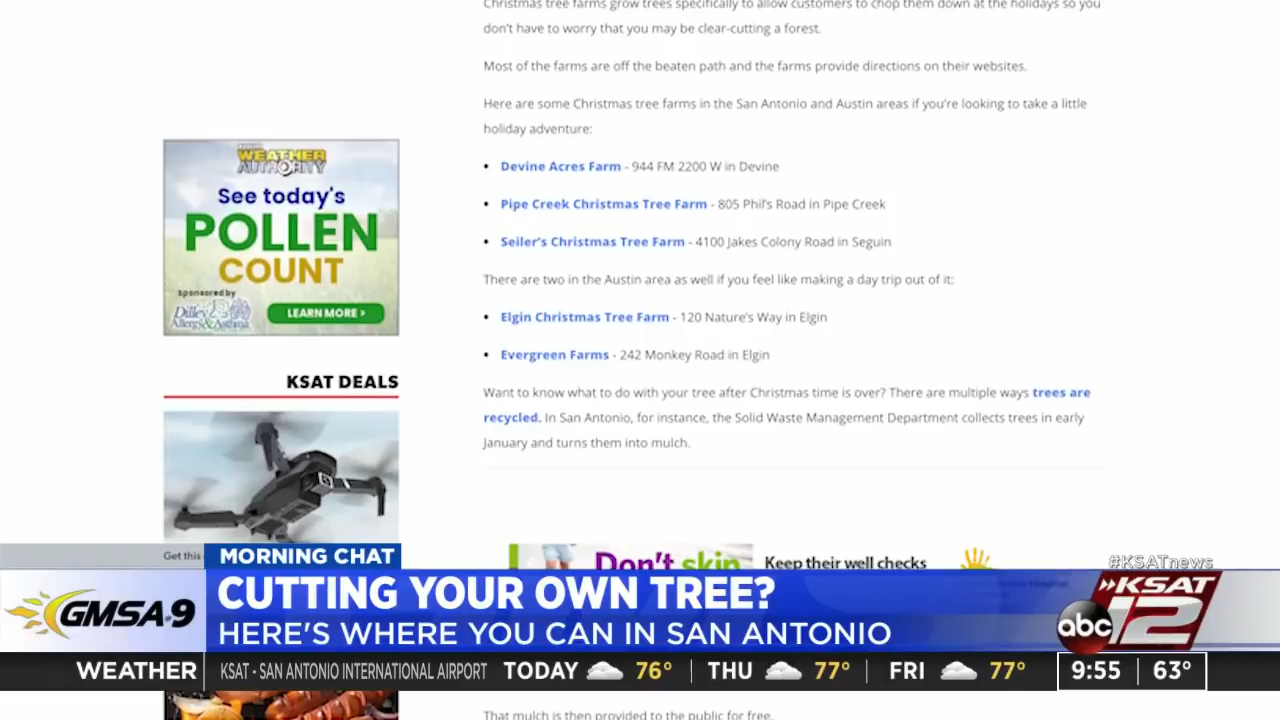 Christmas tree farms grow trees specifically to allow customers to chop them down at the holidays so you
don't have to worry that you may be clear-cutting a forest.
Most of the farms are off the beaten path and the farms provide directions on their websites.
Here are some Christmas tree farms in the San Antonio and Austin areas if you're looking to take a little
holiday adventure:
• Devine Acres Farm - 944 FM 2200 W in Devine
• Pipe Creek Christmas Tree Farm - 805 Phil's Road in Pipe Creek
• Seiler's Christmas Tree Farm - 4100 Jakes Colony Road in Seguin
There are two in the Austin area as well if you feel like making a day trip out of it:
• Elgin Christmas Tree Farm - 120 Nature's Way in Elgin
• Evergreen Farms - 242 Monkey Road in Elgin
Want to know what to do with your tree after Christmas time is over? There are multiple ways trees are
recycled. In San Antonio, for instance, the Solid Waste Management Department collects trees in early
January and turns them into mulch.
WEATHER
AUTHORITY
See today's
POLLEN
COUNT
Sponsored by
Dilley
Allergy & Asthma
LEARN MORE >
KSAT DEALS
Get this
Don't skip
Keep their well checks
#KSATnews
MORNING CHAT
CUTTING YOUR OWN TREE?
HERE'S WHERE YOU CAN IN SAN ANTONIO
GMSA@9
abc
KSAT
12
WEATHER
KSAT - SAN ANTONIO INTERNATIONAL AIRPORT TODAY 76° THU 77° FRI 77°
9:55 63°
That mulch is then provided to the public for free.